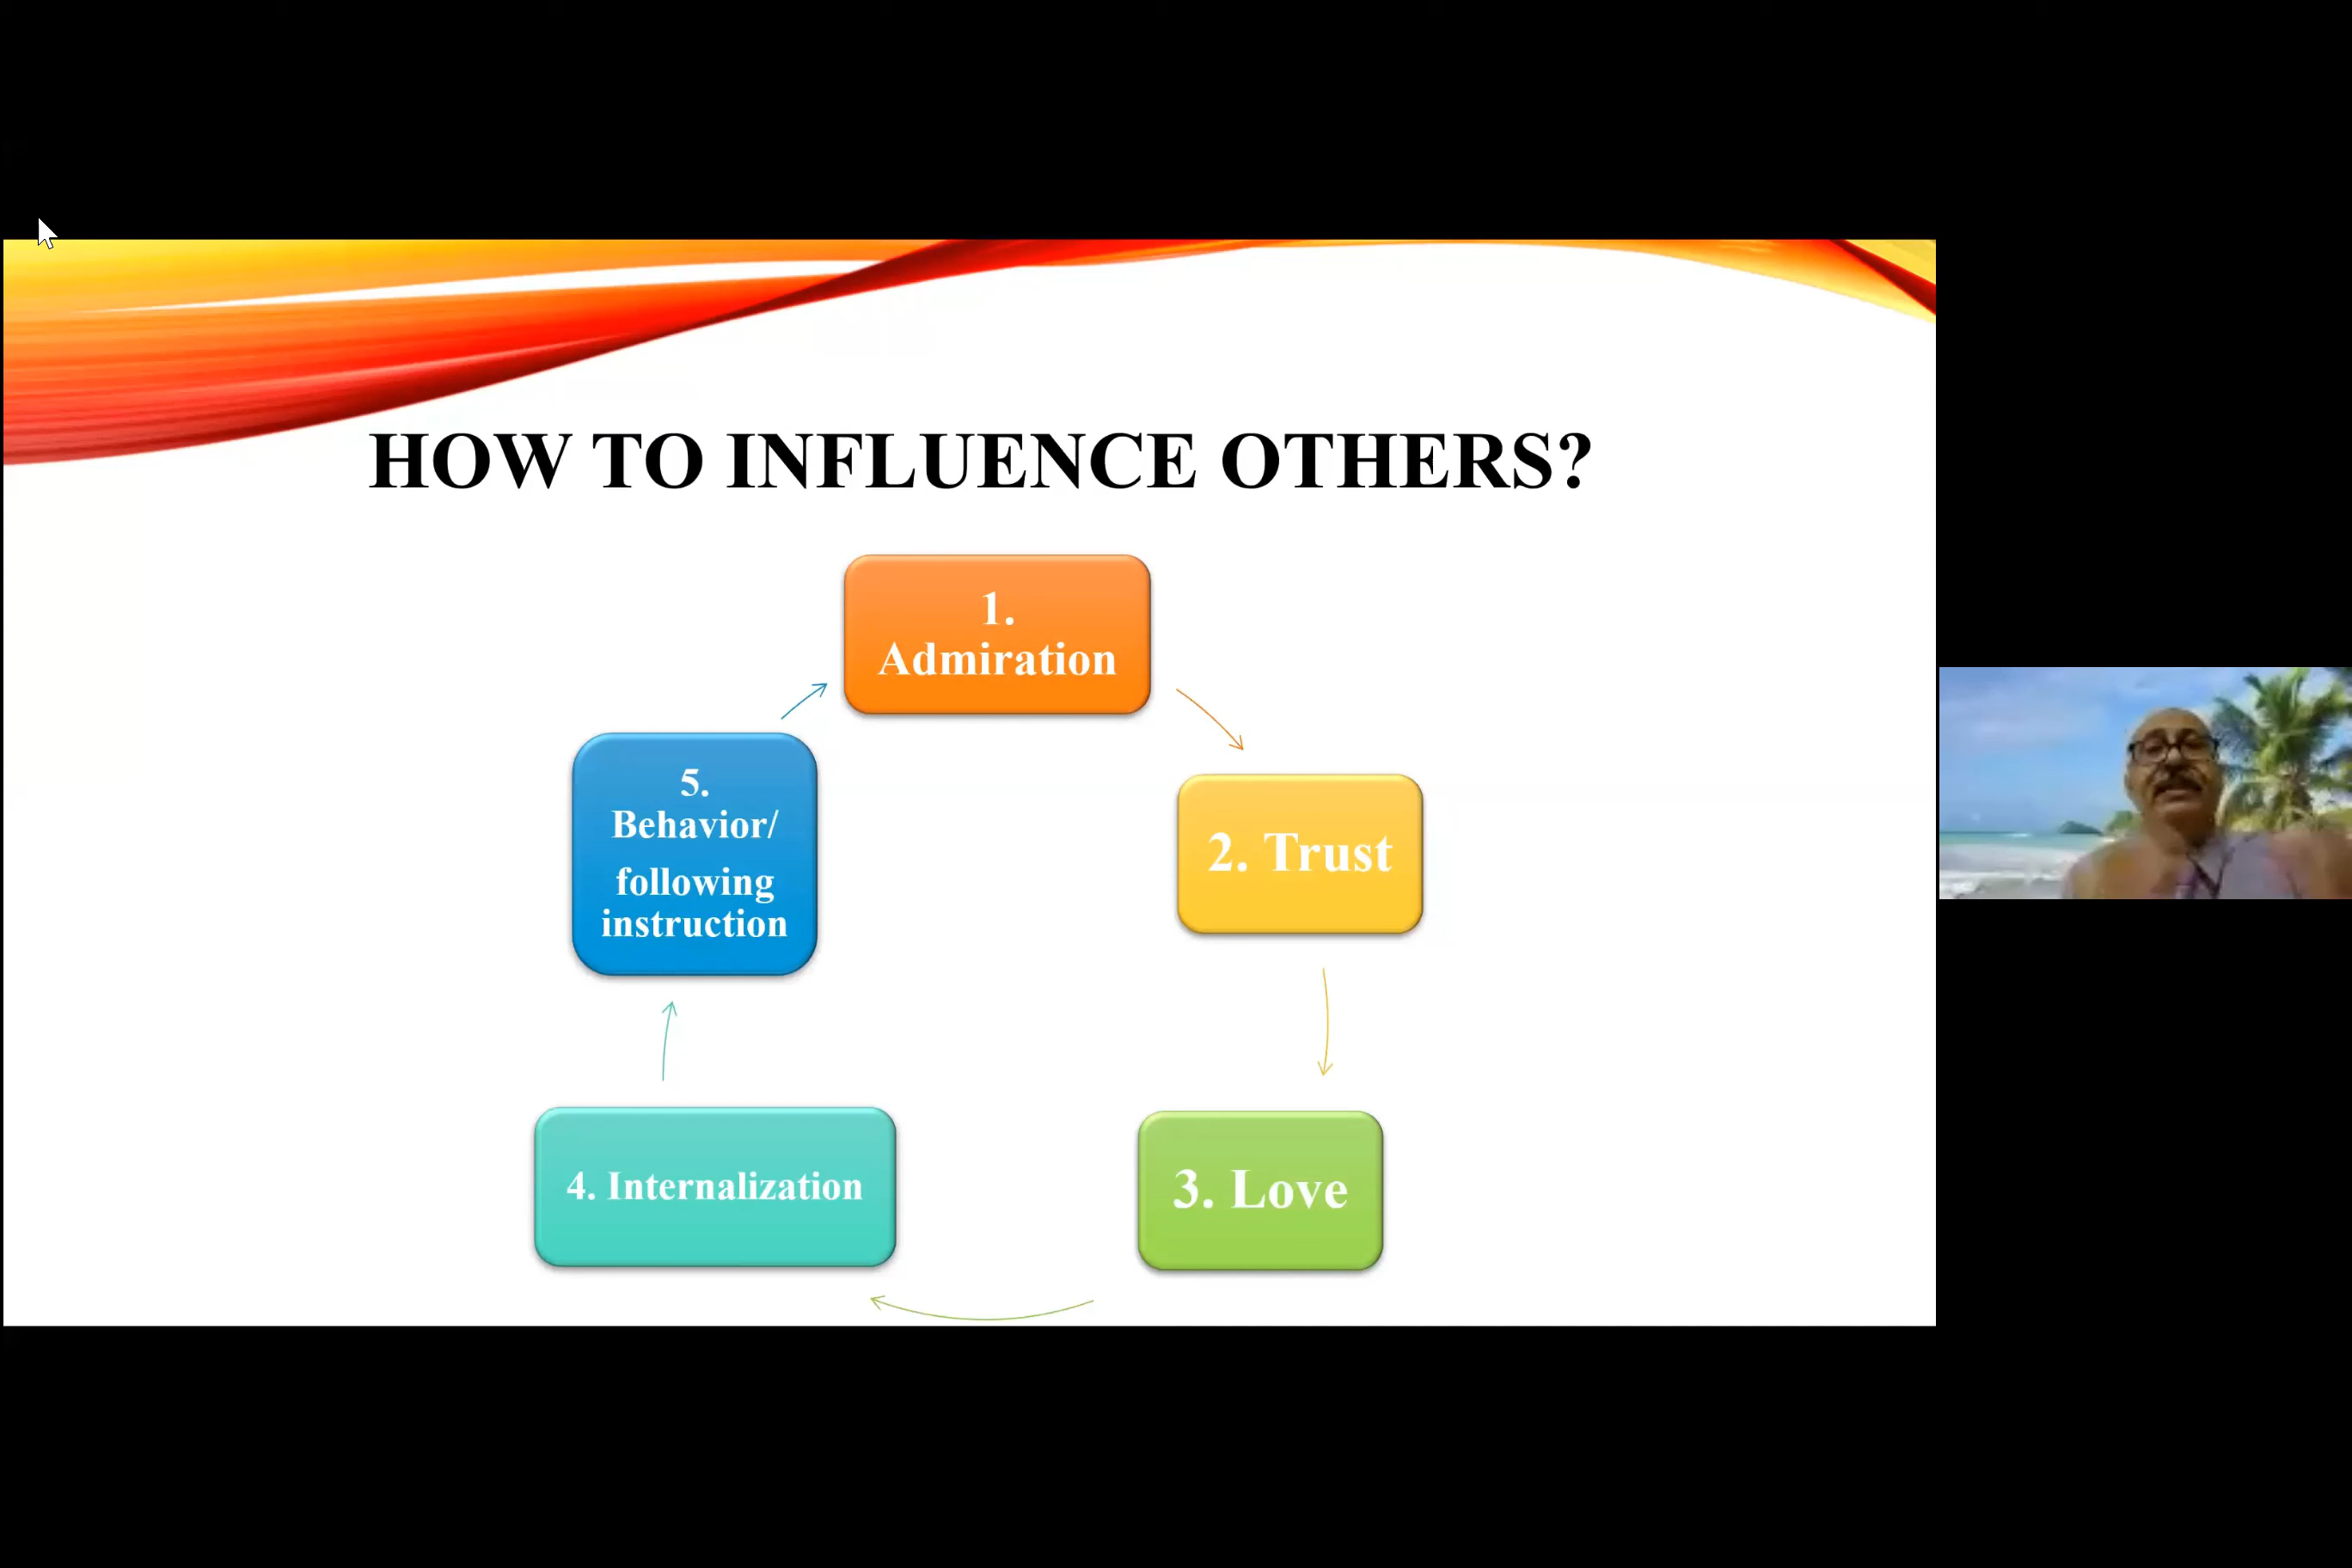 HOW TO INFLUENCE OTHERS?
1.
Admiration
2. Trust
3. Love
4. Internalization
5.
Behavior/
following
instruction